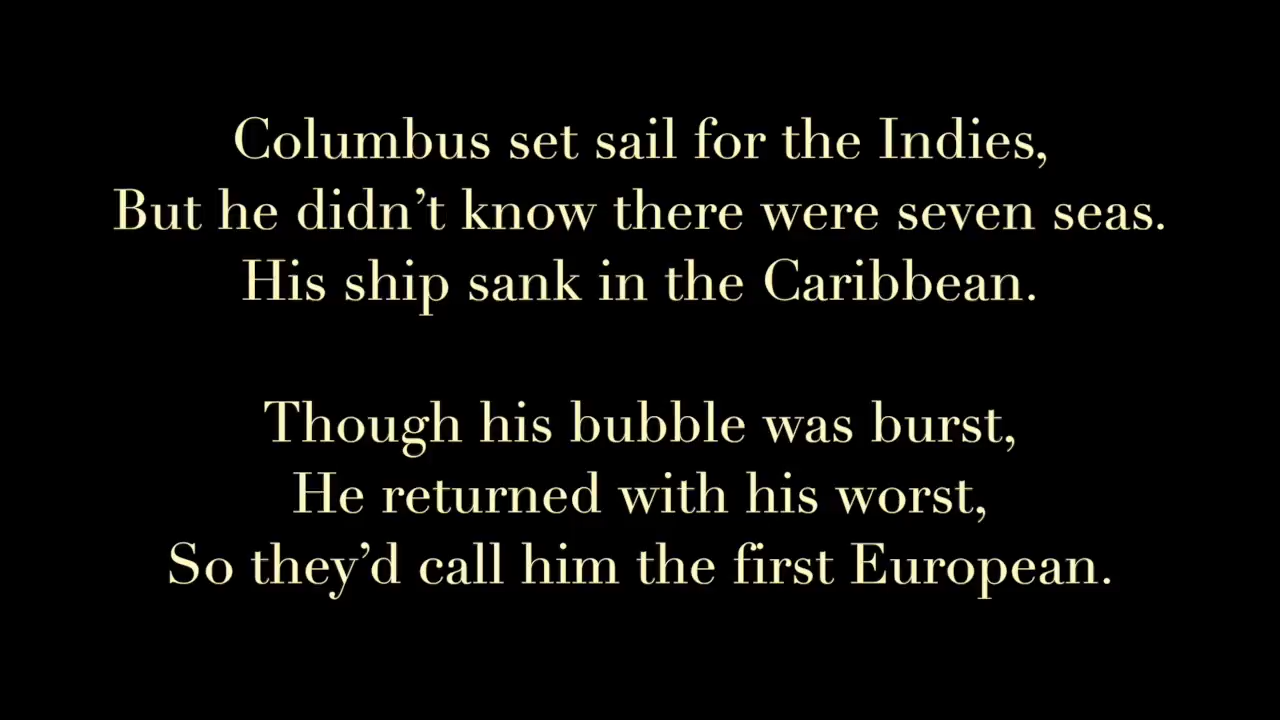 Columbus set sail for the Indies,
But he didn’t know there were seven seas.
His ship sank in the Caribbean.
Though his bubble was burst,
He returned with his worst,
So they’d call him the first European.